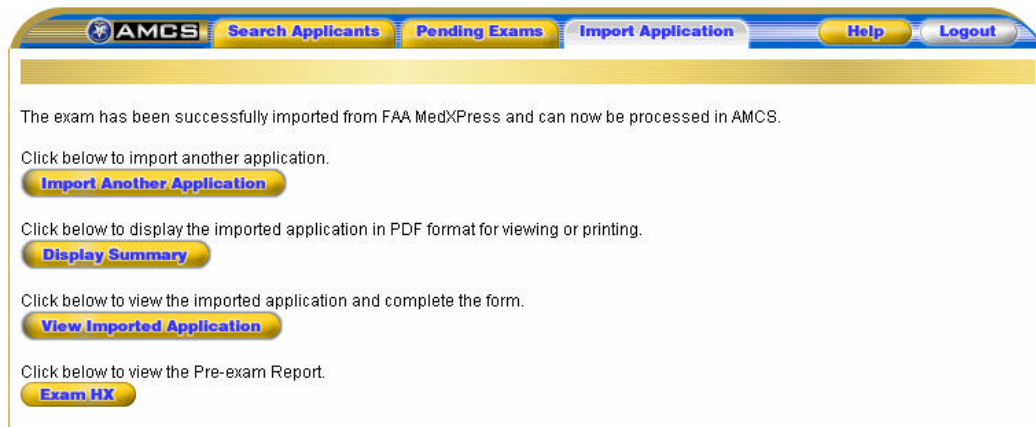 AMCS Search Applicants Pending Exams Import Application Help Logout
The exam has been successfully imported from FAA MedXPress and can now be processed in AMCS.
Click below to import another application.
Import Another Application
Click below to display the imported application in PDF format for viewing or printing.
Display Summary
Click below to view the imported application and complete the form.
View Imported Application
Click below to view the Pre-exam Report.
Exam HX